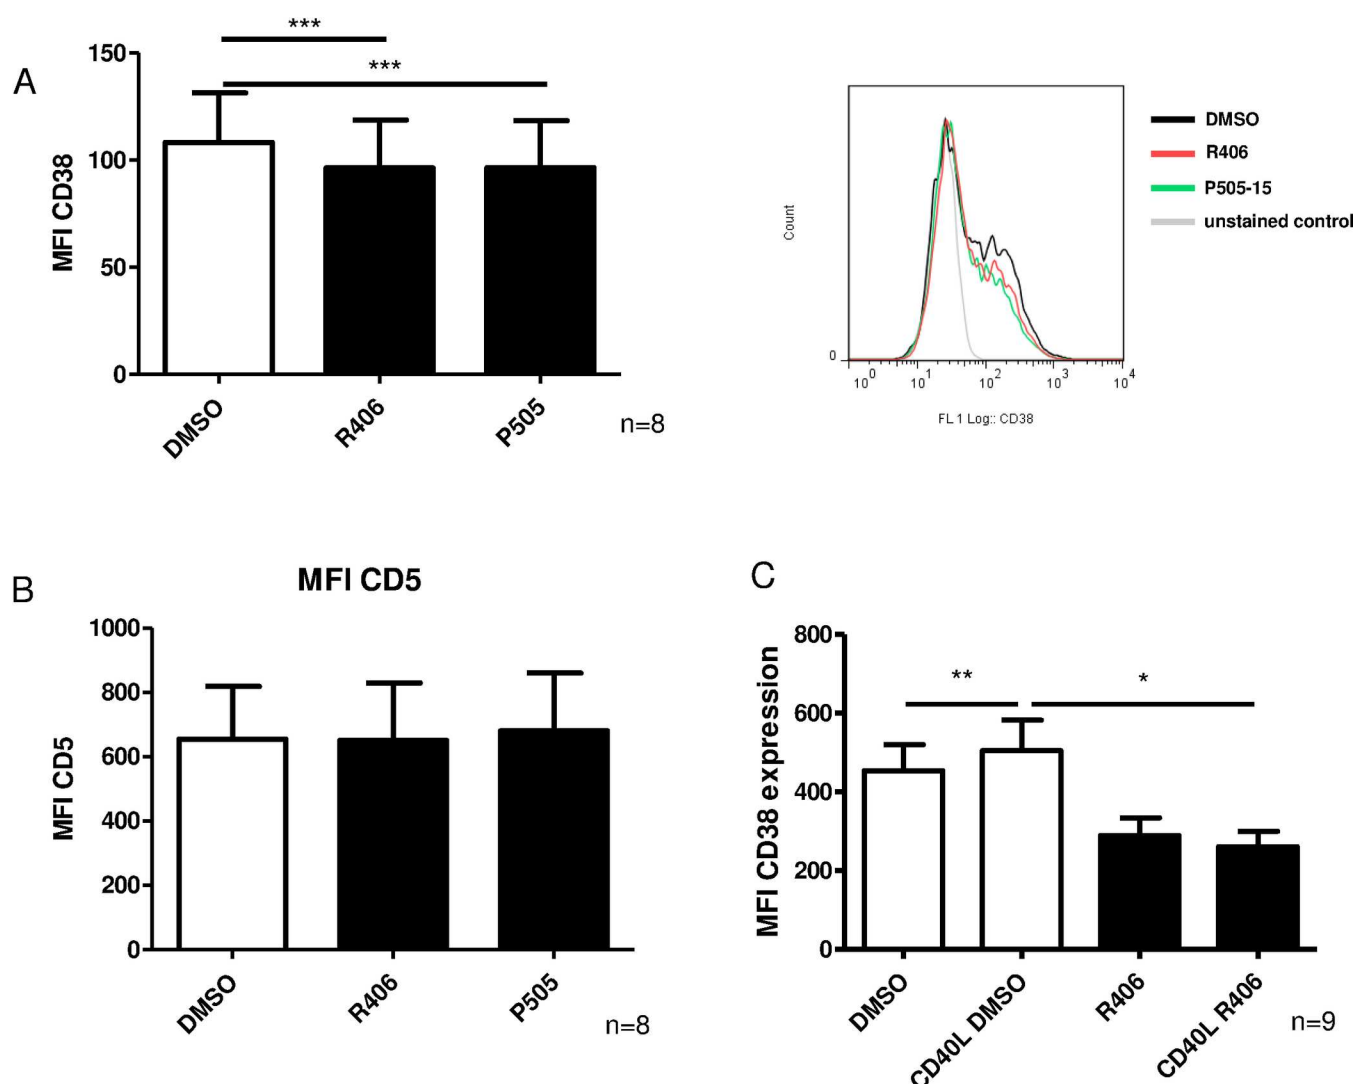 A
***
***
150
100
50
0
MFI CD38
DMSO
R406
P505
n=8
Count
0
10^0
10^1
10^2
10^3
10^4
FL 1 Log:: CD38
DMSO
R406
P505-15
unstained control
B
MFI CD5
1000
800
600
400
200
0
MFI CD5
DMSO
R406
P505
n=8
C
**
*
800
600
400
200
0
MFI CD38 expression
DMSO
CD40L DMSO
R406
CD40L R406
n=9